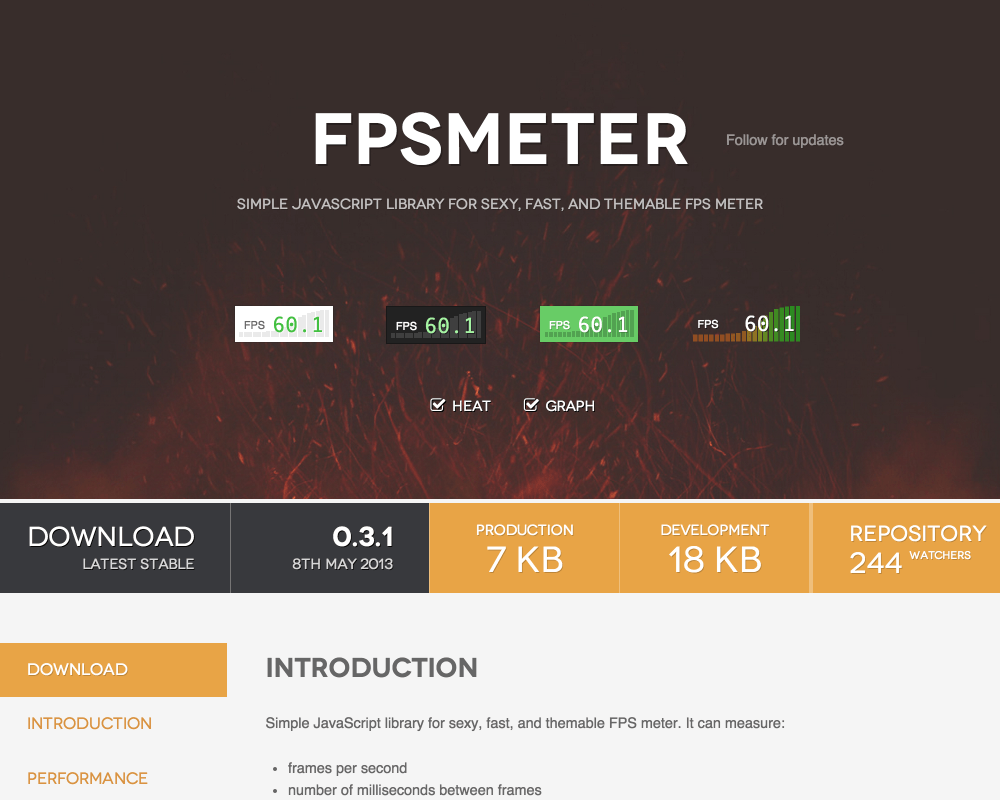 FPSMETER
Follow for updates
SIMPLE JAVASCRIPT LIBRARY FOR SEXY, FAST, AND THEMABLE FPS METER
FPS 60.1
FPS 60.1
FPS 60.1
FPS 60.1
HEAT
GRAPH
DOWNLOAD
LATEST STABLE
0.3.1
8TH MAY 2013
PRODUCTION
7 KB
DEVELOPMENT
18 KB
REPOSITORY
244 WATCHERS
DOWNLOAD
INTRODUCTION
PERFORMANCE
INTRODUCTION
Simple JavaScript library for sexy, fast, and themable FPS meter. It can measure:
• frames per second
• number of milliseconds between frames